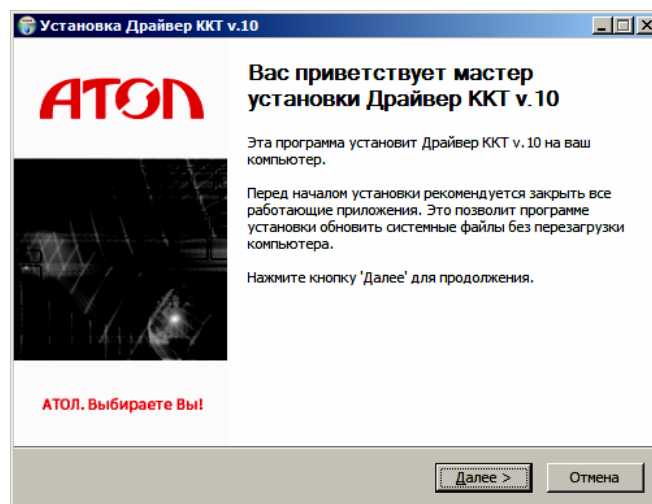 Установка Драйвер ККТ v.10
АТОЛ
Вас приветствует мастер
установки Драйвер ККТ v.10
Эта программа установит Драйвер ККТ v.10 на ваш
компьютер.
Перед началом установки рекомендуется закрыть все
работающие приложения. Это позволит программе
установки обновить системные файлы без перезагрузки
компьютера.
Нажмите кнопку 'Далее' для продолжения.
АТОЛ. Выбираете Вы!
Далее >
Отмена